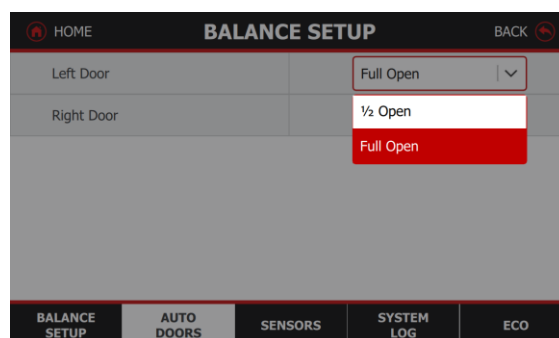 HOME BALANCE SETUP BACK
Left Door Full Open
Right Door ½ Open
Full Open
BALANCE SETUP AUTO DOORS SENSORS SYSTEM LOG ECO